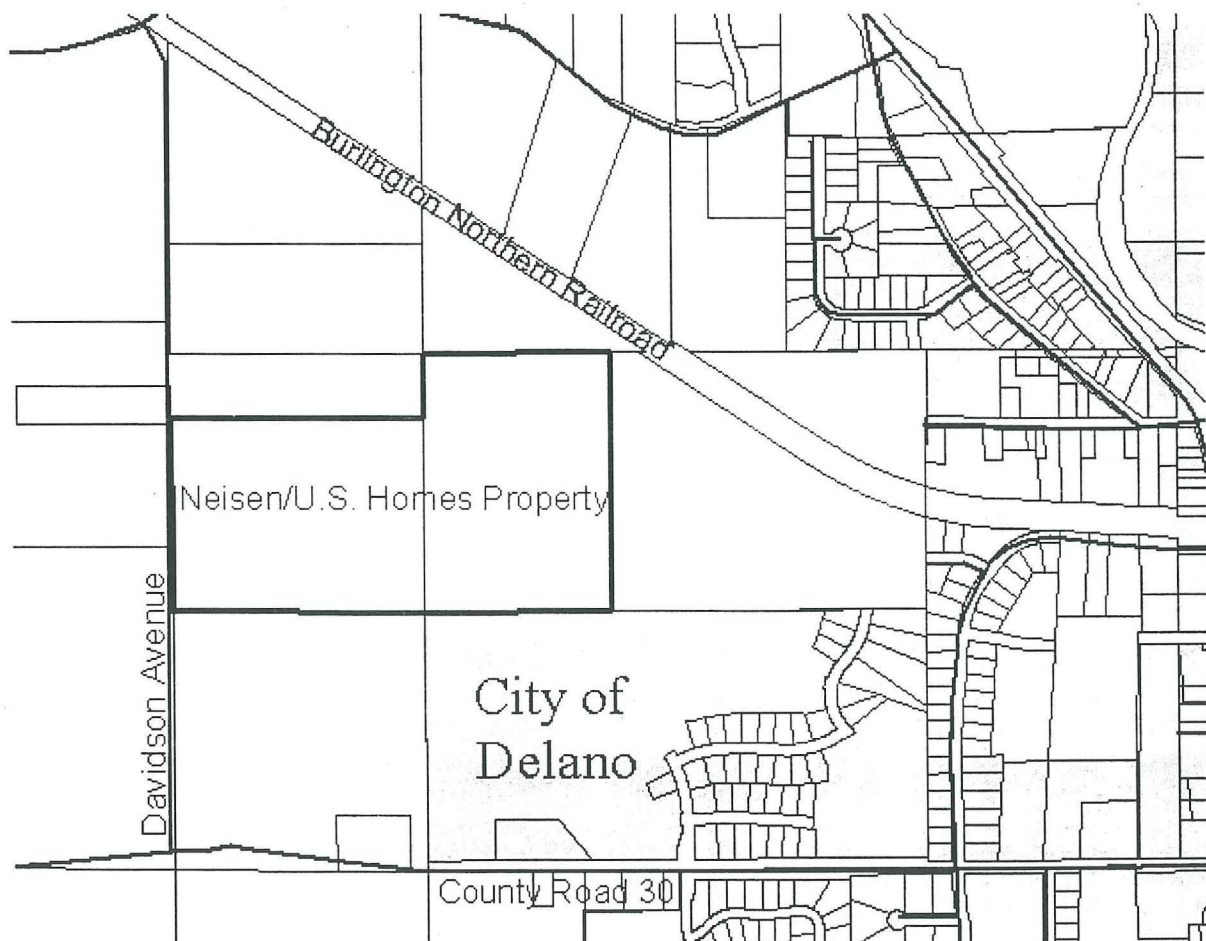 Burlington Northern Railroad
Neisen/U.S. Homes Property
Davidson Avenue
City of
Delano
County Road 30